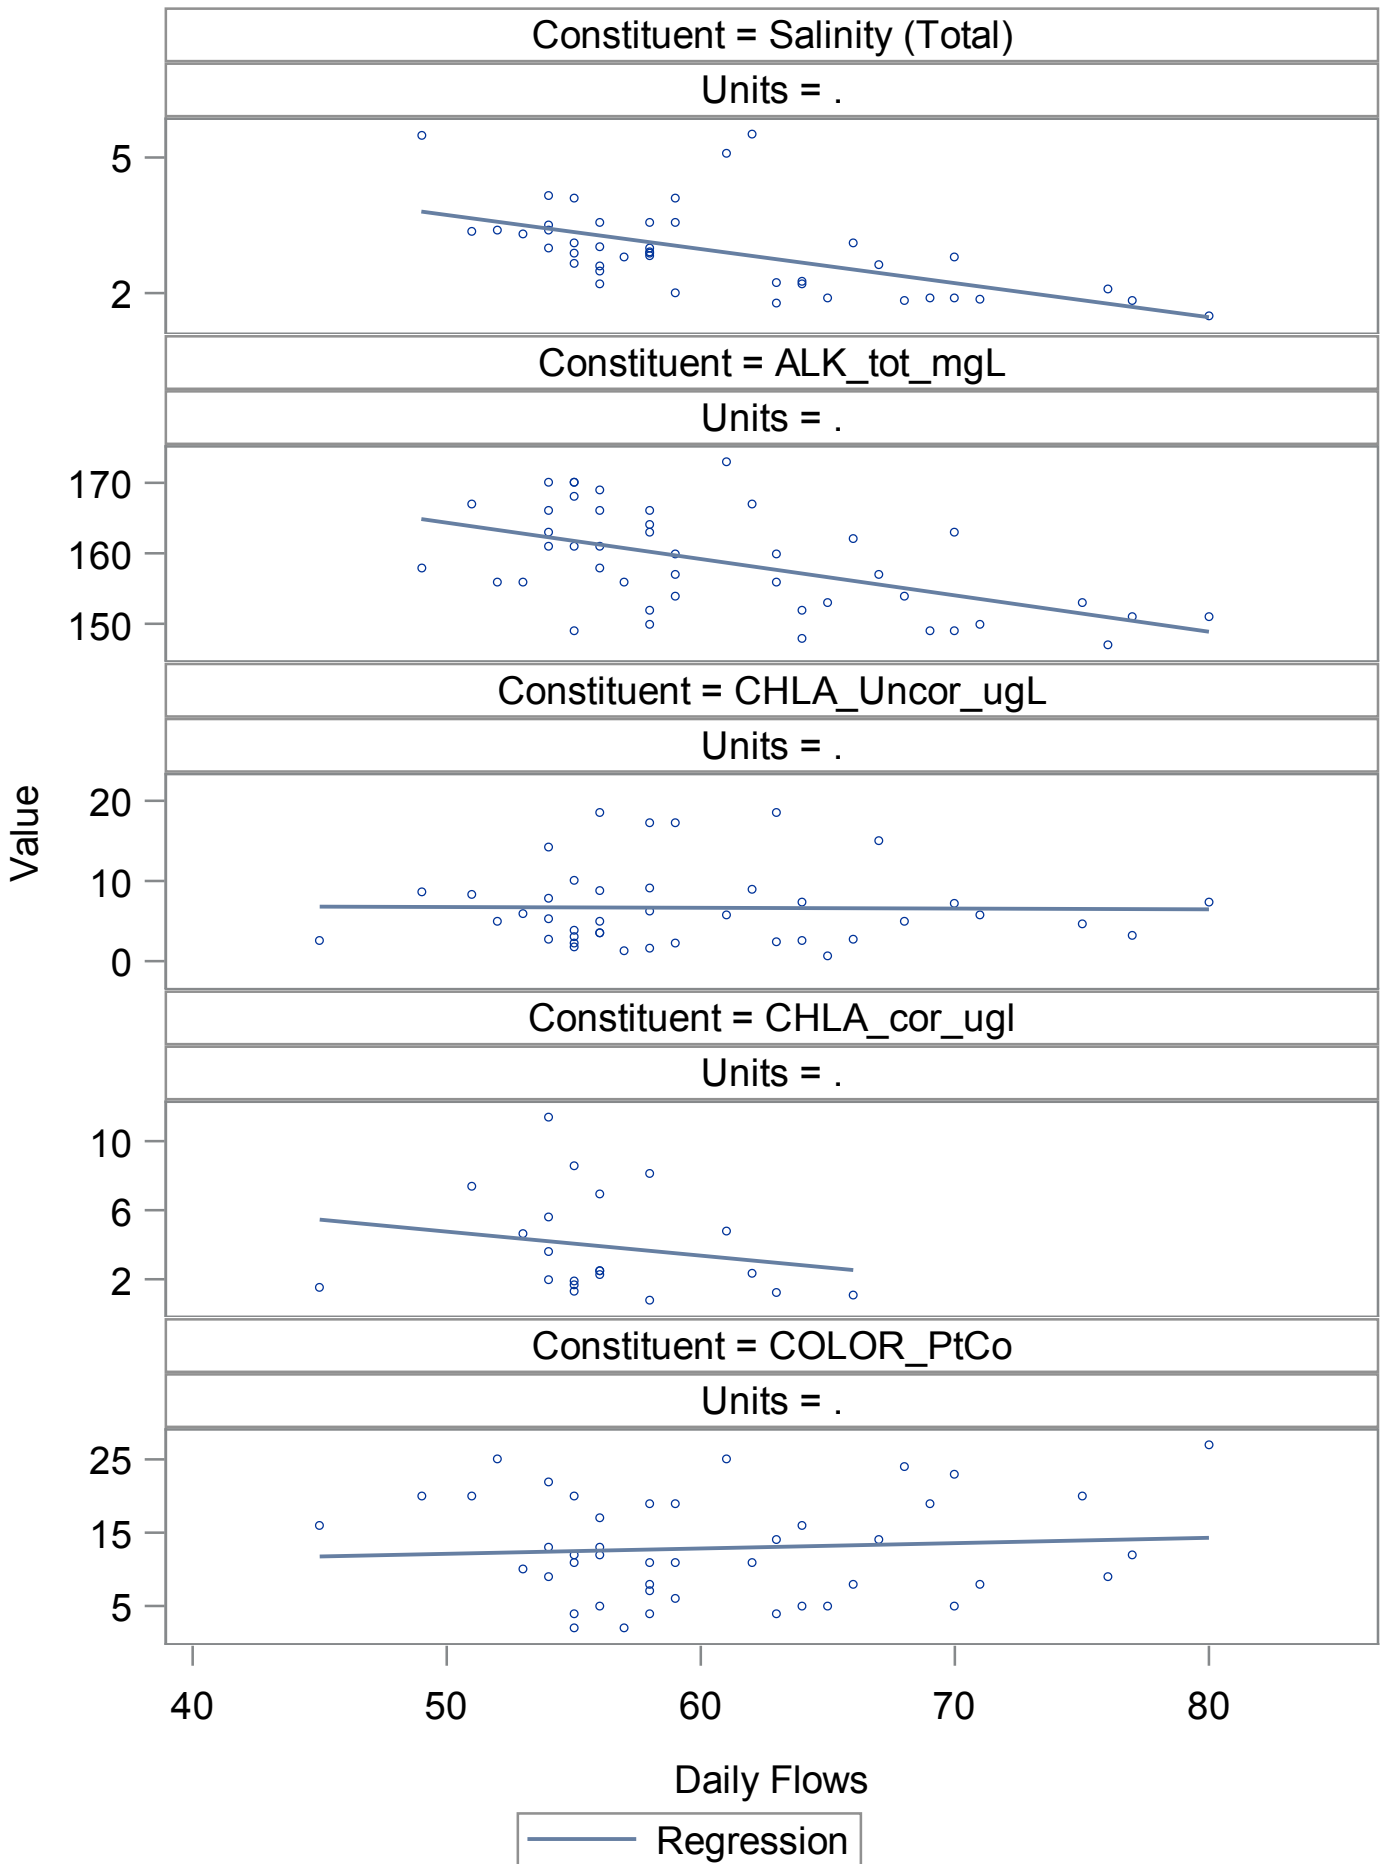 Constituent = Salinity (Total)
Units = .
5
2
Constituent = ALK_tot_mgL
Units = .
170
160
150
Constituent = CHLA_Uncor_ugL
Units = .
20
10
0
Value
Constituent = CHLA_cor_ugl
Units = .
10
6
2
Constituent = COLOR_PtCo
Units = .
25
15
5
40 50 60 70 80
Daily Flows
Regression